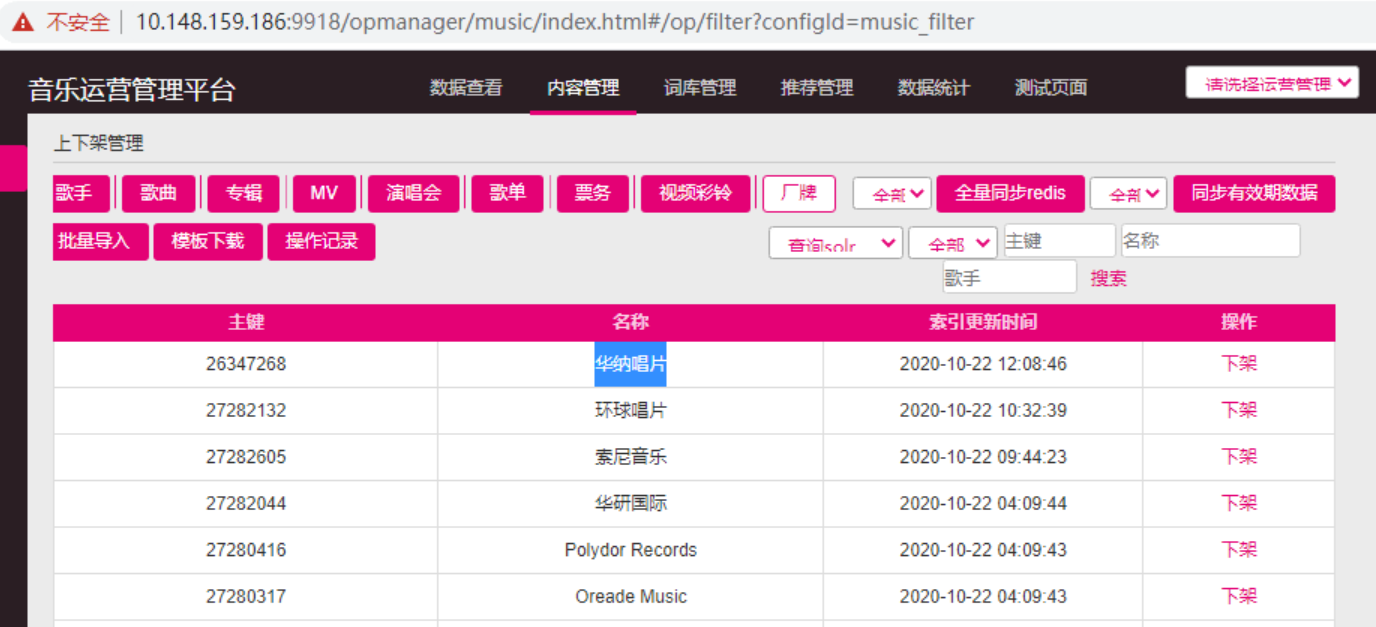 不安全 | 10.148.159.186:9918/opmanager/music/index.html#/op/filter?configId=music_filter
音乐运营管理平台 数据查看 内容管理 词库管理 推荐管理 数据统计 测试页面 请选择运营管理
上下架管理
歌手 歌曲 专辑 MV 演唱会 歌单 票务 视频彩铃 厂牌 全部 全量同步redis 全部 同步有效期数据
批量导入 模板下载 操作记录 查询solr 全部 主键 名称
歌手 搜索
主键 名称 索引更新时间 操作
26347268 华纳唱片 2020-10-22 12:08:46 下架
27282132 环球唱片 2020-10-22 10:32:39 下架
27282605 索尼音乐 2020-10-22 09:44:23 下架
27282044 华研国际 2020-10-22 04:09:44 下架
27280416 Polydor Records 2020-10-22 04:09:43 下架
27280317 Oreade Music 2020-10-22 04:09:43 下架